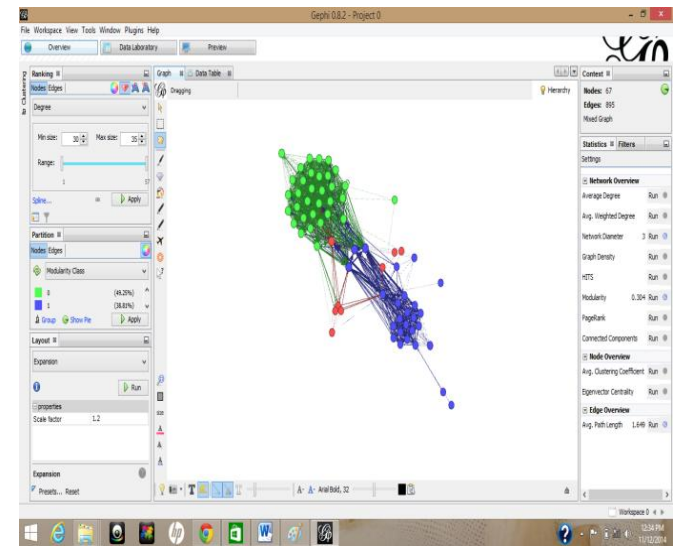 Gephi 0.8.2 - Project 0
File Workspace View Tools Window Plugins Help
Overview Data Laboratory Preview
Clustering
Ranking
Nodes Edges
Degree
Min size: 30 Max size: 35
Range:
1 57
Spline... Apply
Partition
Nodes Edges
Modularity Class
0 (49.25%)
1 (38.81%)
Group Show Pie Apply
Layout
Expansion
Run
properties
Scale factor 1.2
Expansion
Presets... Reset
Graph Data Table
Dragging
Hierarchy
A- A- Arial Bold, 32
Context
Nodes: 67
Edges: 895
Mixed Graph
Statistics Filters
Settings
Network Overview
Average Degree Run
Avg. Weighted Degree Run
Network Diameter 3 Run
Graph Density Run
HITS Run
Modularity 0.304 Run
PageRank Run
Connected Components Run
Node Overview
Avg. Clustering Coefficient Run
Eigenvector Centrality Run
Edge Overview
Avg. Path Length 1.649 Run
Workspace 0
12:34 PM
11/12/2014